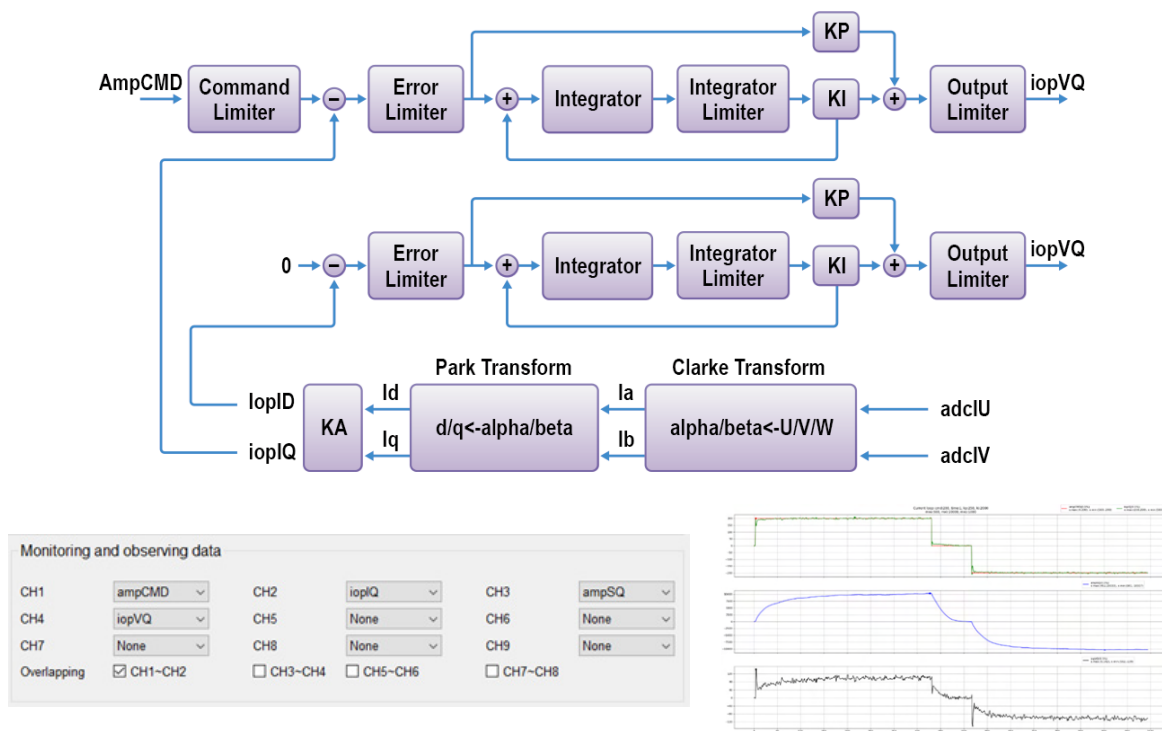 KP
AmpCMD
Command
Limiter
−
Error
Limiter
+
Integrator
Integrator
Limiter
KI
+
Output
Limiter
iopVQ
KP
0
−
Error
Limiter
+
Integrator
Integrator
Limiter
KI
+
Output
Limiter
iopVQ
Park Transform
Clarke Transform
IopID
iopIQ
KA
Id
Iq
d/q<-alpha/beta
Ia
Ib
alpha/beta<-U/V/W
adcIU
adcIV
Monitoring and observing data
CH1 ampCMD CH2 iopIQ CH3 ampSQ
CH4 iopVQ CH5 None CH6 None
CH7 None CH8 None CH9 None
Overlapping CH1~CH2 CH3~CH4 CH5~CH6 CH7~CH8